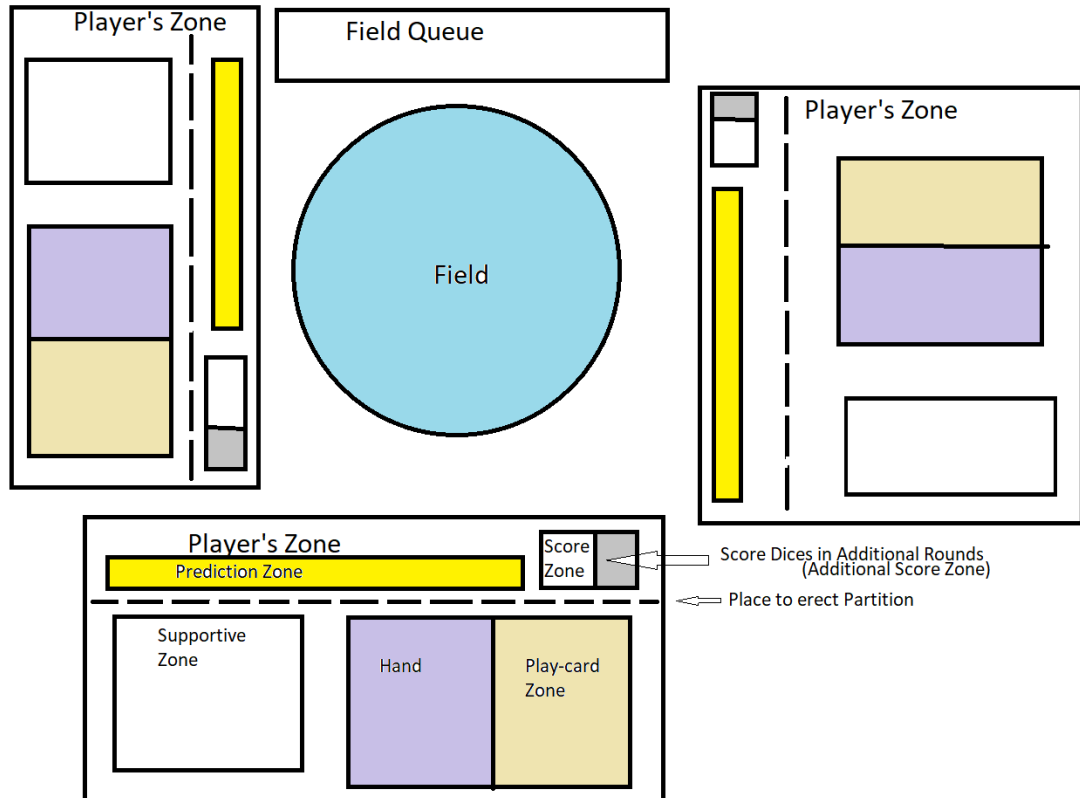 Player's Zone
Field Queue
Player's Zone
Field
Player's Zone
Prediction Zone
Score
Zone
Score Dices in Additional Rounds
(Additional Score Zone)
Place to erect Partition
Supportive
Zone
Hand
Play-card
Zone